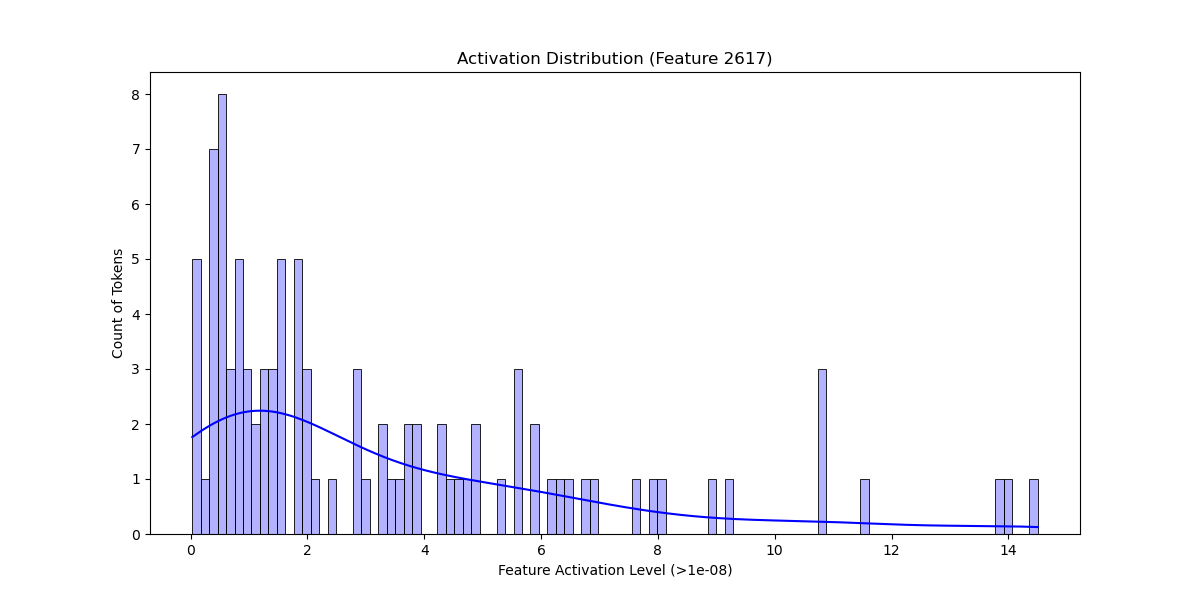 Activation Distribution (Feature 2617)
8
7
6
5
4
3
2
1
0
Count of Tokens
0 2 4 6 8 10 12 14
Feature Activation Level (>1e-08)